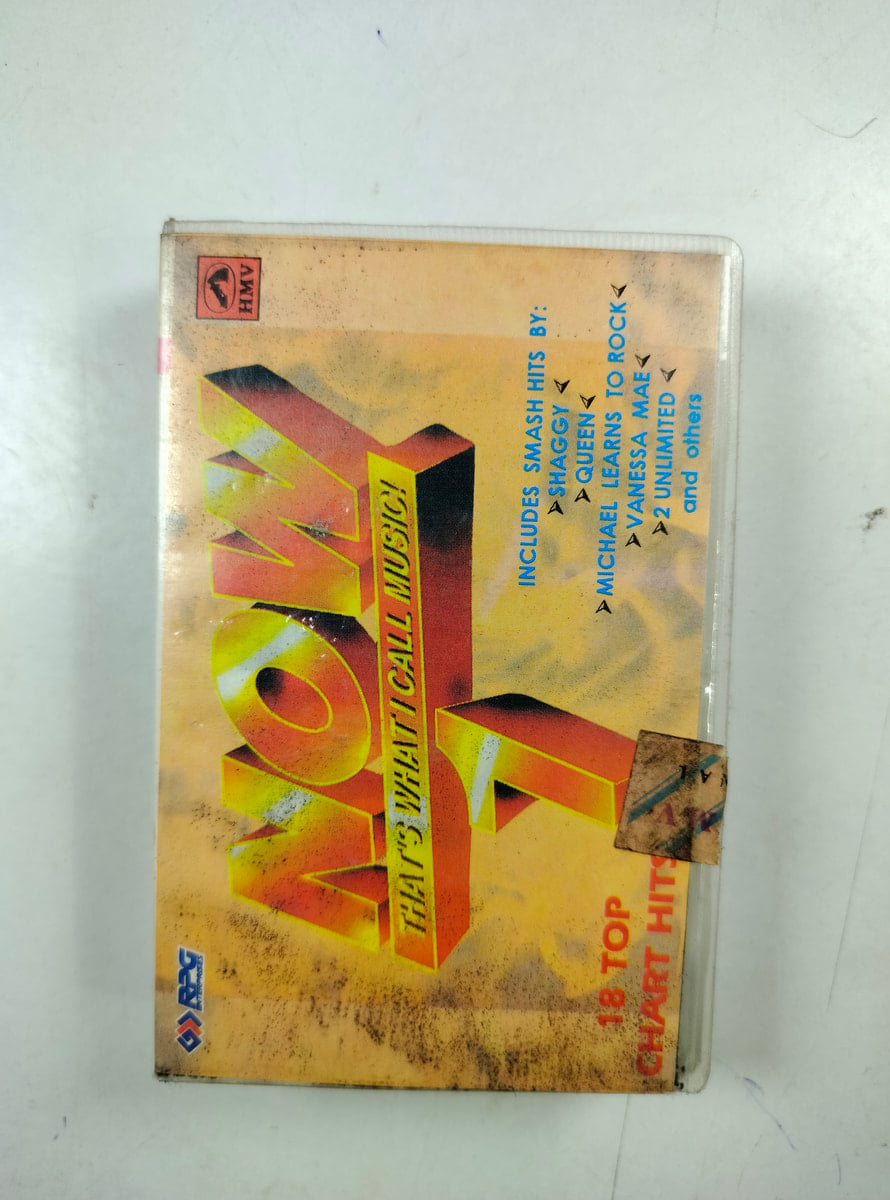 RPG
ENTERPRISES
HMV
NOW
THAT'S WHAT I CALL MUSIC!
1
INCLUDES SMASH HITS BY:
➤SHAGGY➤
➤QUEEN➤
➤MICHAEL LEARNS TO ROCK➤
➤VANESSA MAE➤
➤2 UNLIMITED➤
and others
18 TOP
CHART HITS